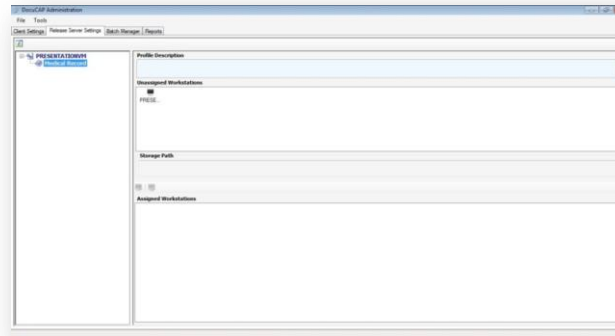 DocuCAP Administration
File Tools
Client Settings Release Server Settings Batch Manager Reports
PRESENTATIONVM
Medical Record
Profile Description
Unassigned Workstations
PRESE...
Storage Path
Assigned Workstations